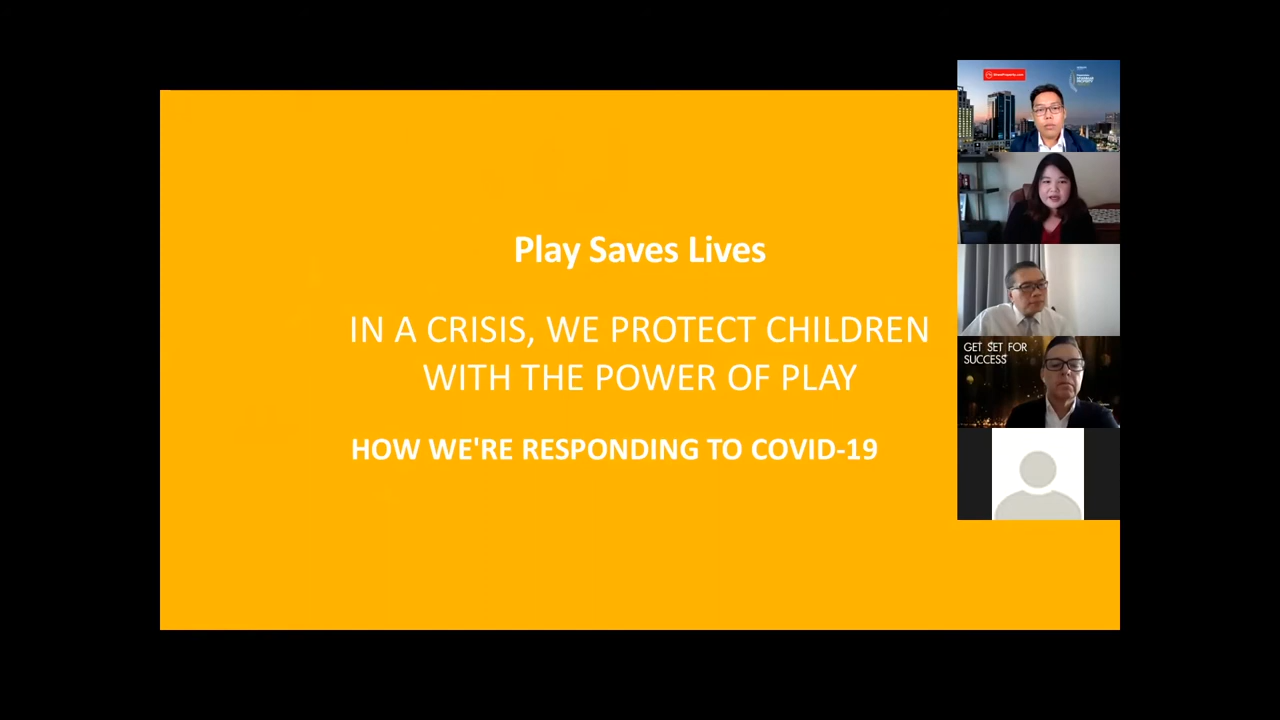 Play Saves Lives
IN A CRISIS, WE PROTECT CHILDREN
WITH THE POWER OF PLAY
HOW WE'RE RESPONDING TO COVID-19
GET SET FOR
SUCCESS